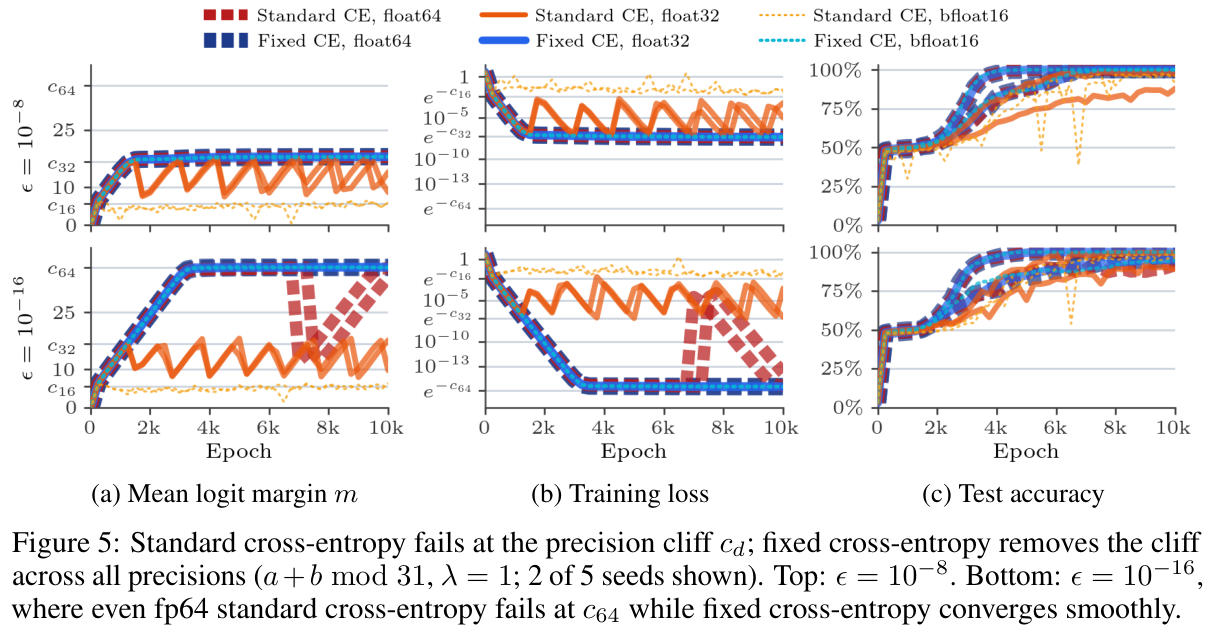 Standard CE, float64 Standard CE, float32 Standard CE, bfloat16
Fixed CE, float64 Fixed CE, float32 Fixed CE, bfloat16
ϵ = 10⁻⁸
c₆₄
25
c₃₂
10
c₁₆
0
1
e^{-c₁₆}
10⁻⁵
e^{-c₃₂}
10⁻¹⁰
10⁻¹³
e^{-c₆₄}
100%
75%
50%
25%
0%
ϵ = 10⁻¹⁶
c₆₄
25
c₃₂
10
c₁₆
0
1
e^{-c₁₆}
10⁻⁵
e^{-c₃₂}
10⁻¹⁰
10⁻¹³
e^{-c₆₄}
100%
75%
50%
25%
0%
0 2k 4k 6k 8k 10k 0 2k 4k 6k 8k 10k 0 2k 4k 6k 8k 10k
Epoch Epoch Epoch
(a) Mean logit margin m (b) Training loss (c) Test accuracy
Figure 5: Standard cross-entropy fails at the precision cliff c_d; fixed cross-entropy removes the cliff
across all precisions (a + b mod 31, λ = 1; 2 of 5 seeds shown). Top: ϵ = 10⁻⁸. Bottom: ϵ = 10⁻¹⁶,
where even fp64 standard cross-entropy fails at c₆₄ while fixed cross-entropy converges smoothly.